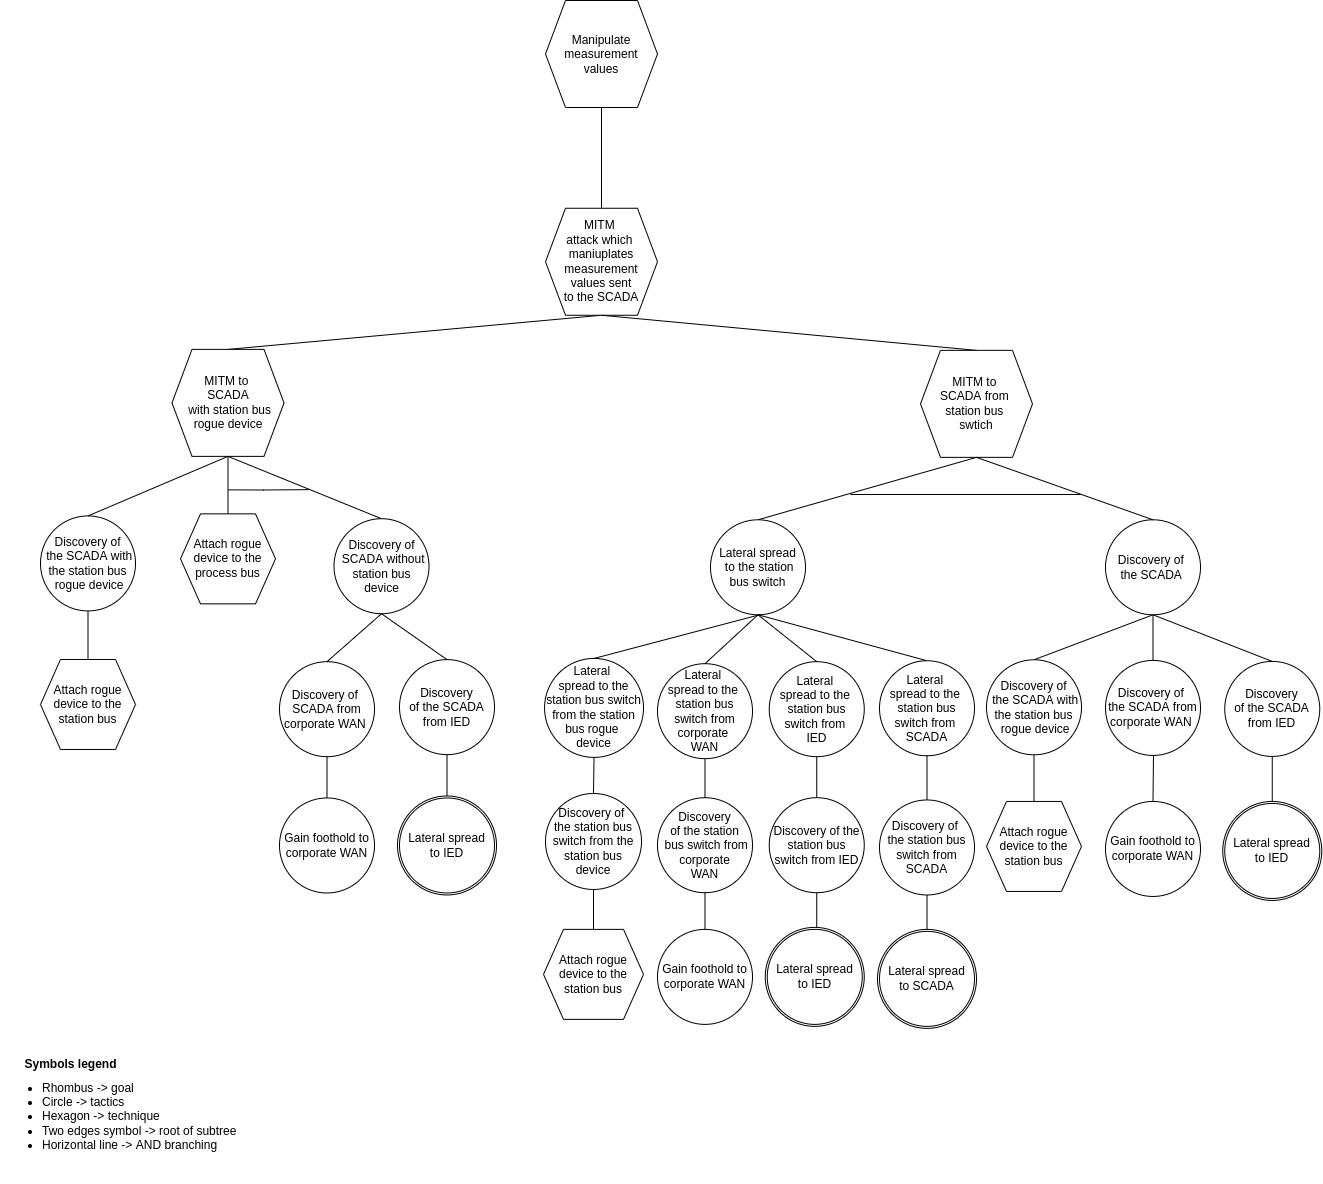 Manipulate
measurement
values
MITM
attack which
maniuplates
measurement
values sent
to the SCADA
MITM to
SCADA
with station bus
rogue device
MITM to
SCADA from
station bus
swtich
Discovery of
the SCADA with
the station bus
rogue device
Attach rogue
device to the
process bus
Discovery of
SCADA without
station bus
device
Lateral spread
to the station
bus switch
Discovery of
the SCADA
Attach rogue
device to the
station bus
Discovery of
SCADA from
corporate WAN
Discovery
of the SCADA
from IED
Lateral
spread to the
station bus switch
from the station
bus rogue
device
Lateral
spread to the
station bus
switch from
corporate
WAN
Lateral
spread to the
station bus
switch from
IED
Lateral
spread to the
station bus
switch from
SCADA
Discovery of
the SCADA with
the station bus
rogue device
Discovery of
the SCADA from
corporate WAN
Discovery
of the SCADA
from IED
Gain foothold to
corporate WAN
Lateral spread
to IED
Discovery of
the station bus
switch from the
station bus
device
Discovery
of the station
bus switch from
corporate
WAN
Discovery of the
station bus
switch from IED
Discovery of
the station bus
switch from
SCADA
Attach rogue
device to the
station bus
Gain foothold to
corporate WAN
Lateral spread
to IED
Attach rogue
device to the
station bus
Gain foothold to
corporate WAN
Lateral spread
to IED
Lateral spread
to SCADA
Symbols legend
• Rhombus -> goal
• Circle -> tactics
• Hexagon -> technique
• Two edges symbol -> root of subtree
• Horizontal line -> AND branching